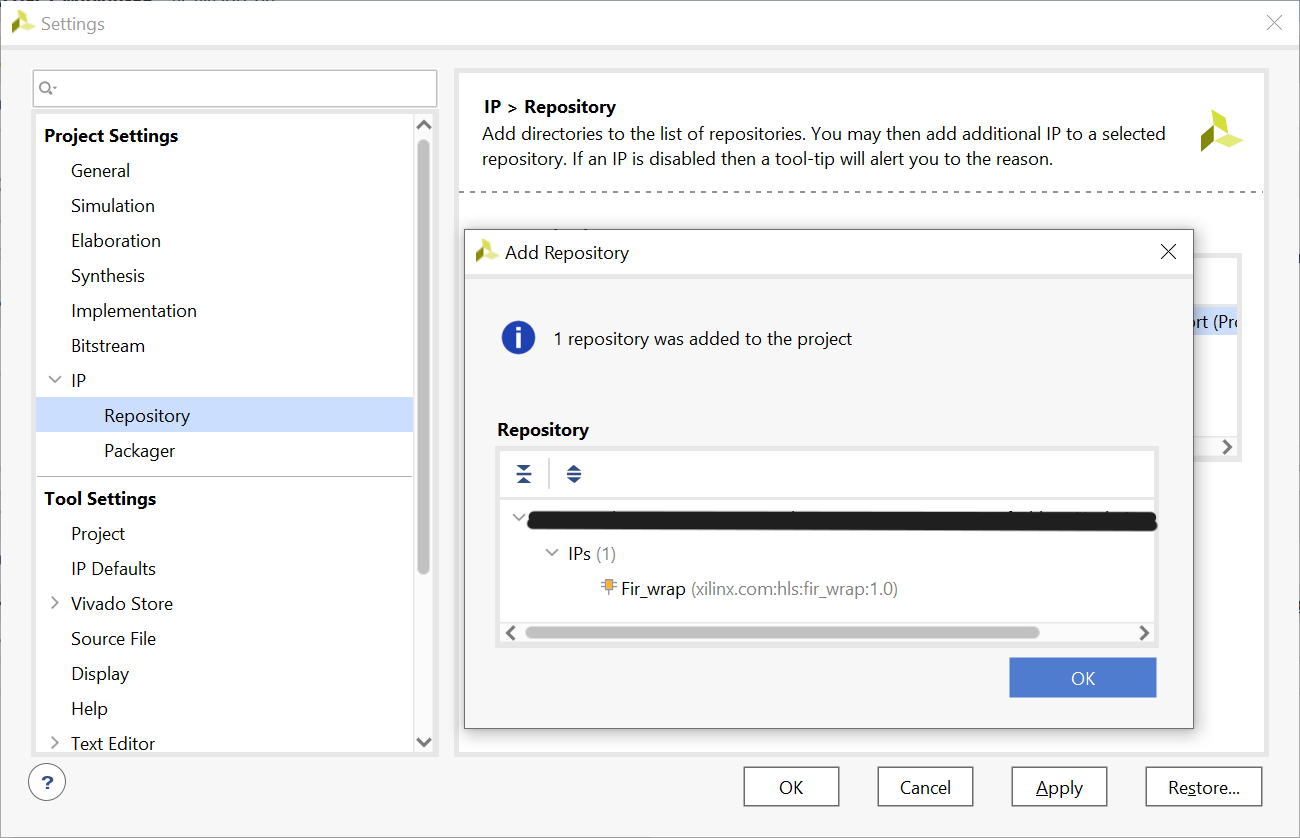 Settings
Project Settings
General
Simulation
Elaboration
Synthesis
Implementation
Bitstream
IP
Repository
Packager
Tool Settings
Project
IP Defaults
Vivado Store
Source File
Display
Help
Text Editor
IP > Repository
Add directories to the list of repositories. You may then add additional IP to a selected
repository. If an IP is disabled then a tool-tip will alert you to the reason.
Add Repository
1 repository was added to the project
Repository
IPs (1)
Fir_wrap (xilinx.com:hls:fir_wrap:1.0)
OK
?
OK
Cancel
Apply
Restore...